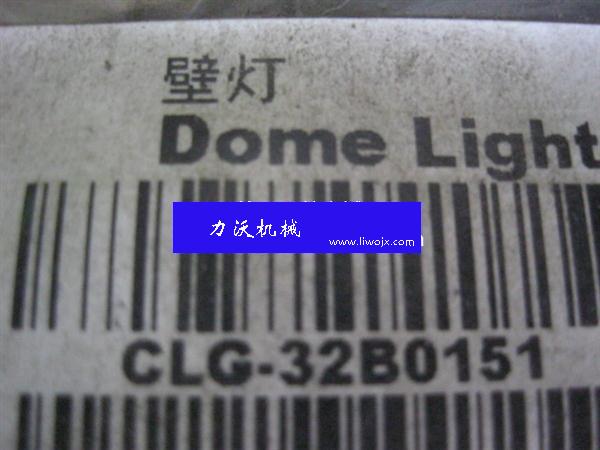 壁灯
Dome Light
力沃机械
www.liwojx.com
CLG-32B0151